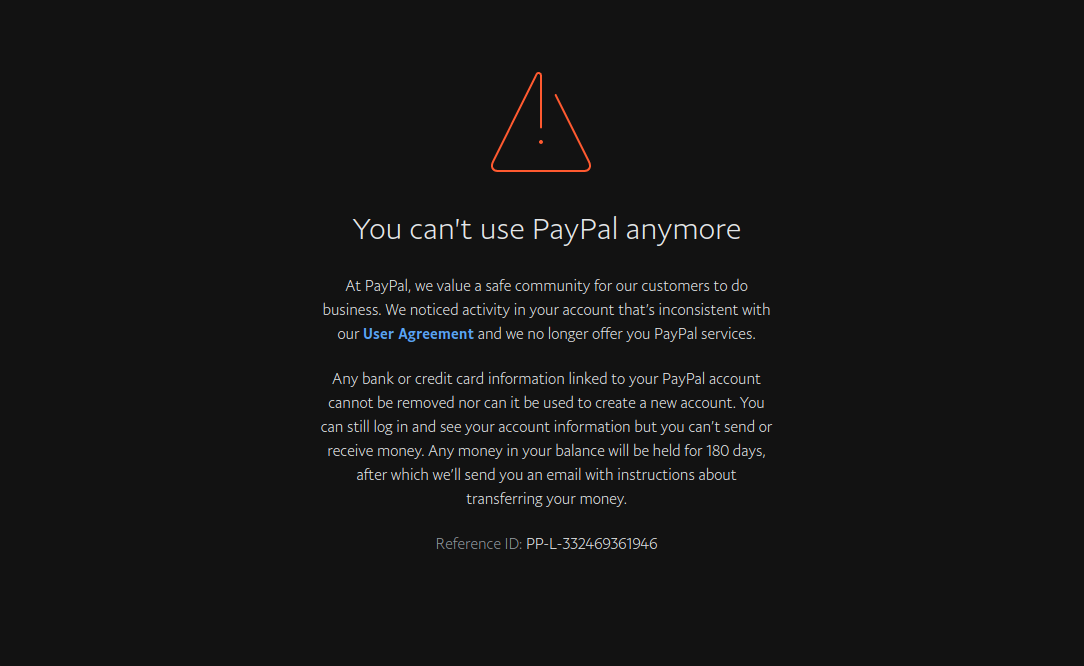 You can't use PayPal anymore
At PayPal, we value a safe community for our customers to do
business. We noticed activity in your account that's inconsistent with
our User Agreement and we no longer offer you PayPal services.
Any bank or credit card information linked to your PayPal account
cannot be removed nor can it be used to create a new account. You
can still log in and see your account information but you can't send or
receive money. Any money in your balance will be held for 180 days,
after which we'll send you an email with instructions about
transferring your money.
Reference ID: PP-L-332469361946